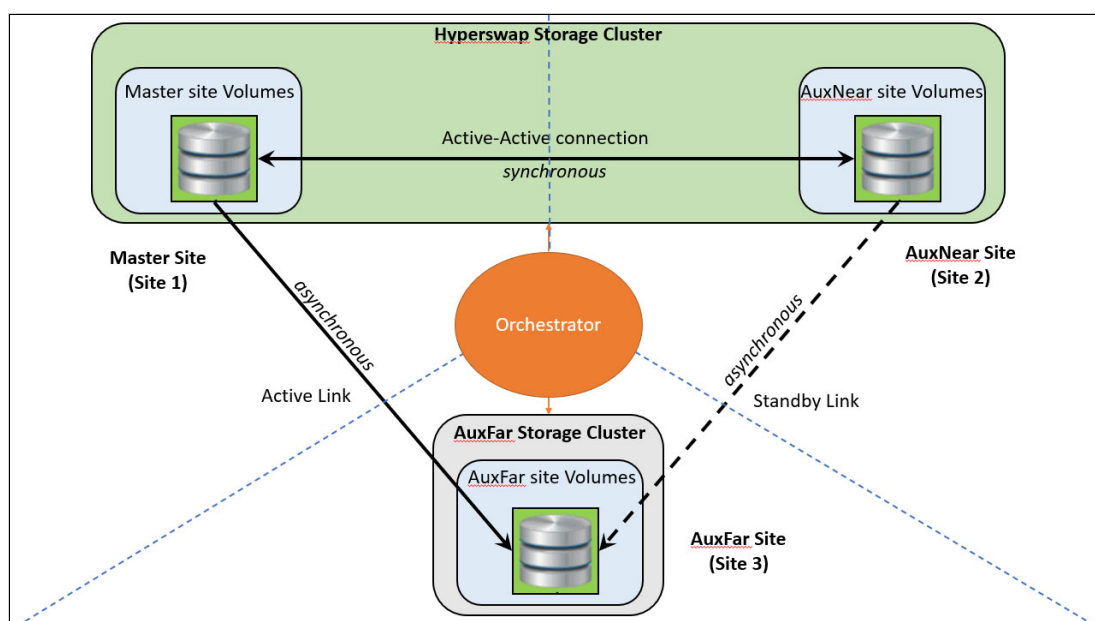 Hyperswap Storage Cluster
Master site Volumes
AuxNear site Volumes
Active-Active connection
synchronous
Master Site
(Site 1)
AuxNear Site
(Site 2)
asynchronous
Orchestrator
asynchronous
Active Link
Standby Link
AuxFar Storage Cluster
AuxFar site Volumes
AuxFar Site
(Site 3)